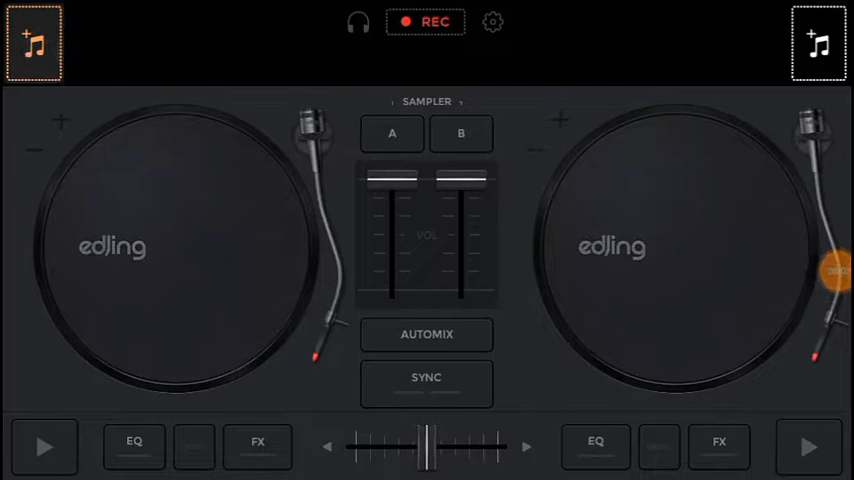 REC
SAMPLER
A
B
edjing
edjing
VOL
AUTOMIX
SYNC
EQ
FX
EQ
FX